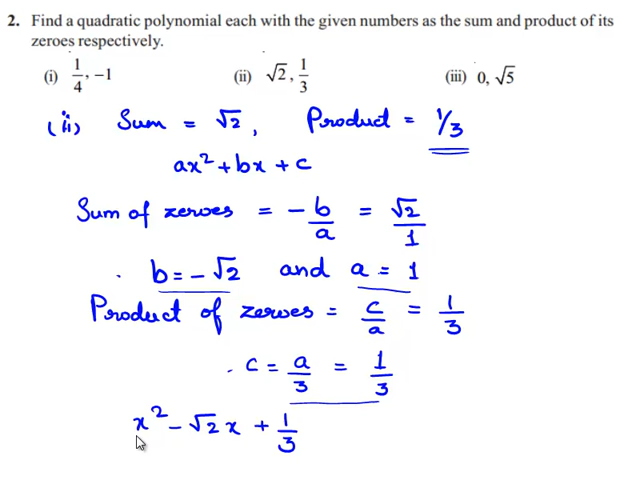 2. Find a quadratic polynomial each with the given numbers as the sum and product of its
zeroes respectively.
(i) 1/4, −1 (ii) √2, 1/3 (iii) 0, √5
(ii) Sum = √2, Product = 1/3
ax² + bx + c
Sum of zeroes = −b/a = √2/1
. b = −√2 and a = 1
Product of zeroes = c/a = 1/3
. c = a/3 = 1/3
x² − √2x + 1/3